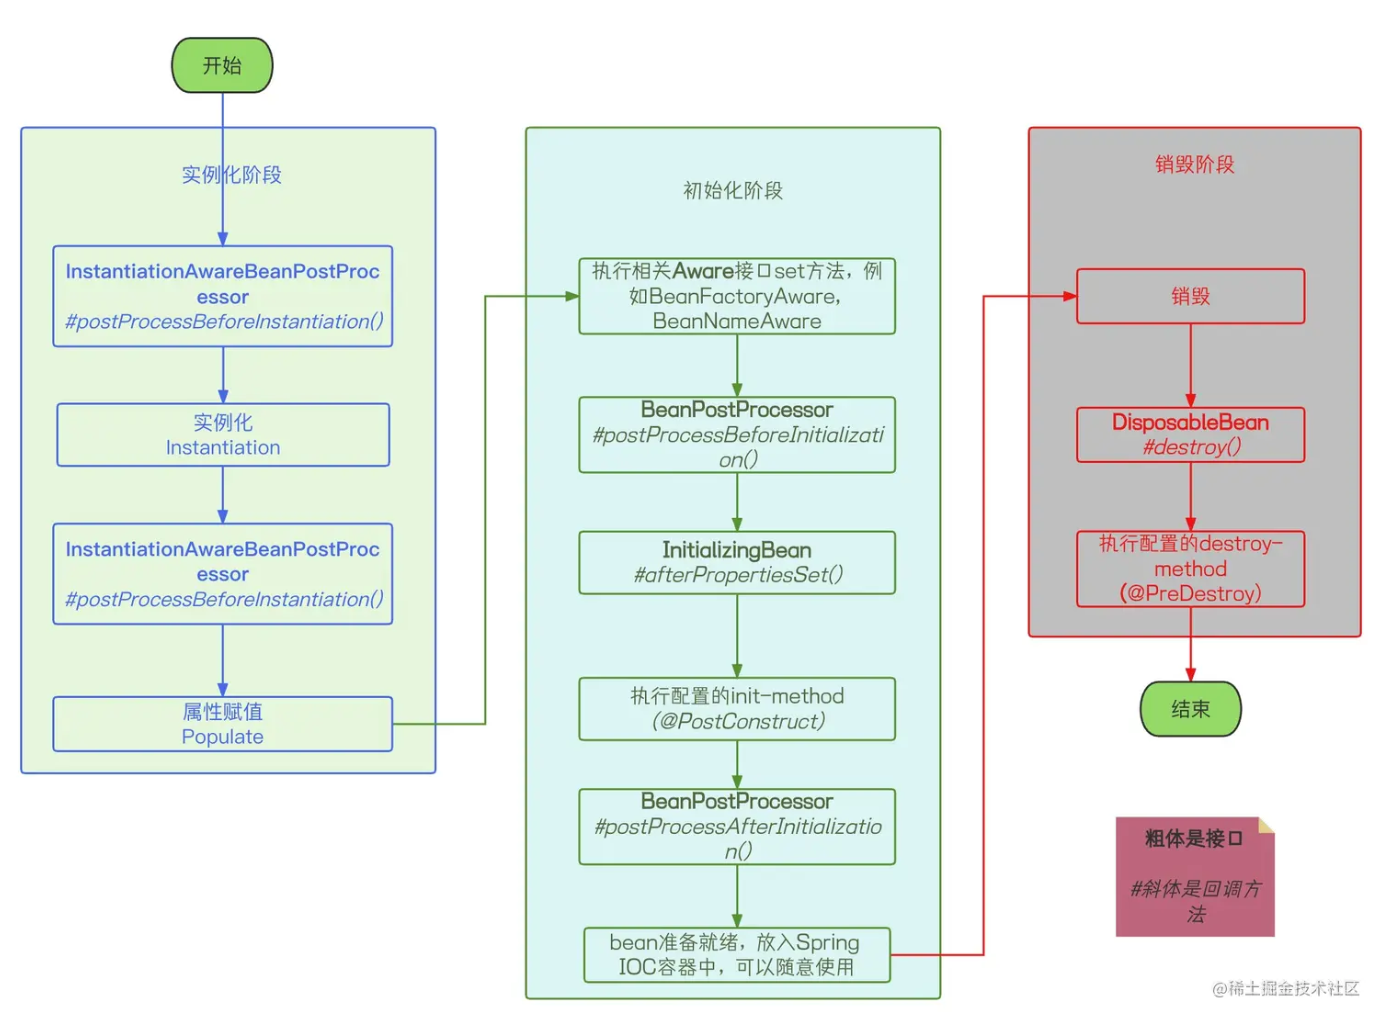 开始
实例化阶段
InstantiationAwareBeanPostProc
essor
#postProcessBeforeInstantiation()
实例化
Instantiation
InstantiationAwareBeanPostProc
essor
#postProcessBeforeInstantiation()
属性赋值
Populate
初始化阶段
执行相关Aware接口set方法，例
如BeanFactoryAware，
BeanNameAware
BeanPostProcessor
#postProcessBeforeInitializati
on()
InitializingBean
#afterPropertiesSet()
执行配置的init-method
（@PostConstruct）
BeanPostProcessor
#postProcessAfterInitializatio
n()
bean准备就绪，放入Spring
IOC容器中，可以随意使用
销毁阶段
销毁
DisposableBean
#destroy()
执行配置的destroy-
method
（@PreDestroy）
结束
粗体是接口
#斜体是回调方
法
@稀土掘金技术社区